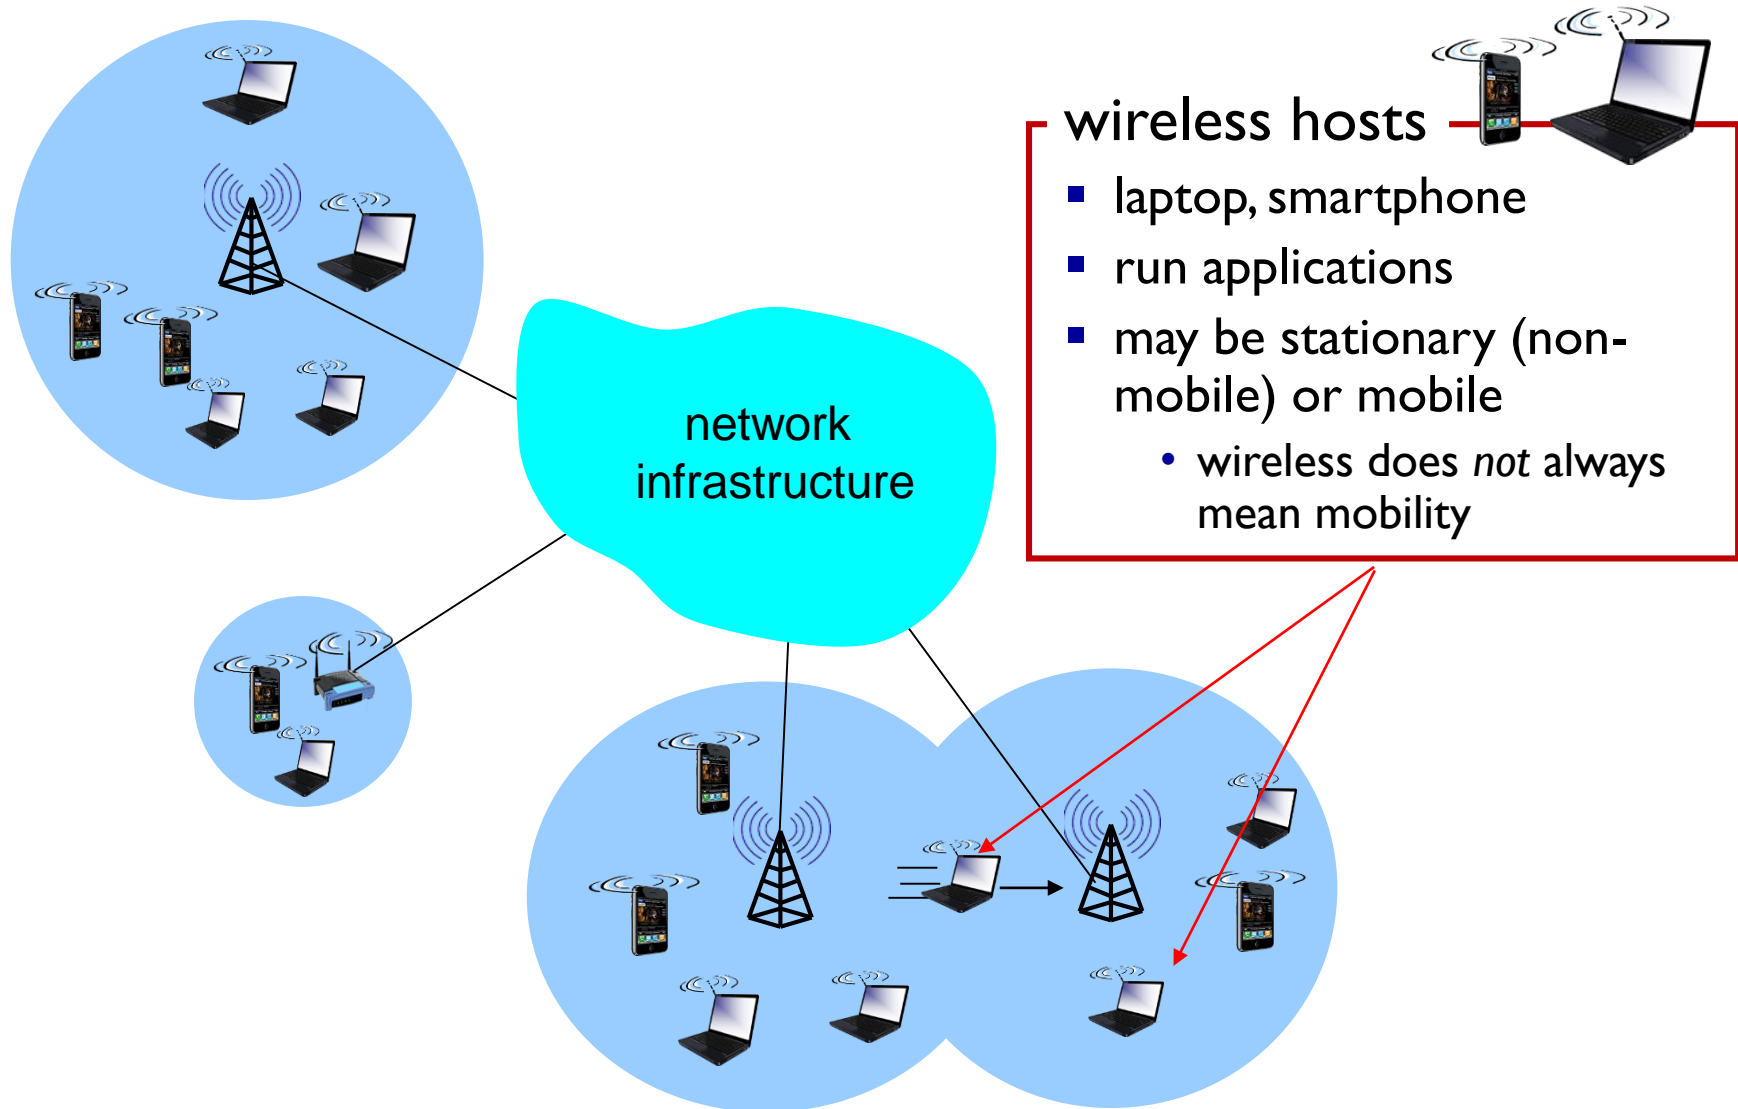 wireless hosts
▪ laptop, smartphone
▪ run applications
▪ may be stationary (non-
mobile) or mobile
• wireless does not always
mean mobility
network
infrastructure